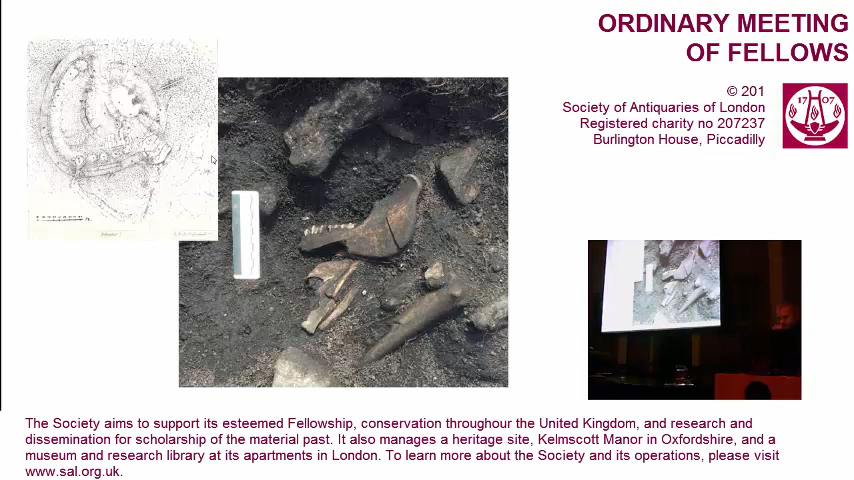 ORDINARY MEETING
OF FELLOWS
© 201
Society of Antiquaries of London
Registered charity no 207237
Burlington House, Piccadilly
17 07
The Society aims to support its esteemed Fellowship, conservation throughour the United Kingdom, and research and
dissemination for scholarship of the material past. It also manages a heritage site, Kelmscott Manor in Oxfordshire, and a
museum and research library at its apartments in London. To learn more about the Society and its operations, please visit
www.sal.org.uk.